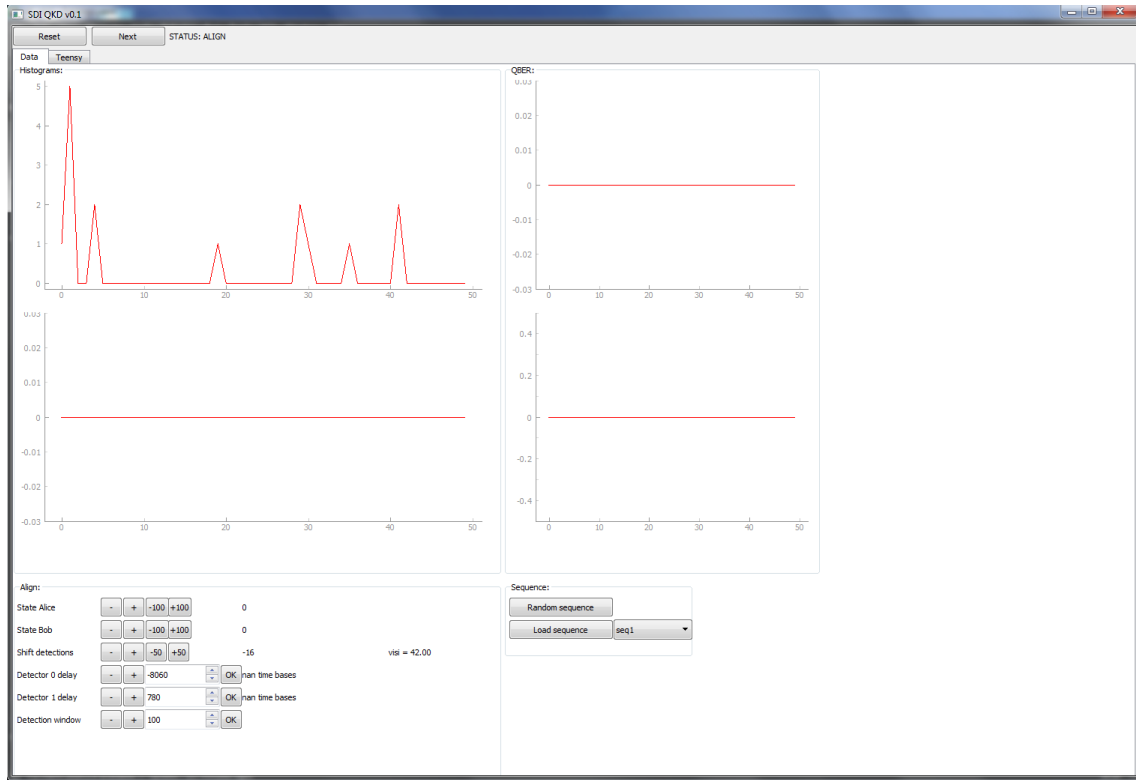 SDI QKD v0.1
Reset Next STATUS: ALIGN
Data Teensy
Histograms:
5
4
3
2
1
0
0 10 20 30 40 50
0.03
0.02
0.01
0
-0.01
-0.02
-0.03
0 10 20 30 40 50
QBER:
0.03
0.02
0.01
0
-0.01
-0.02
-0.03
0 10 20 30 40 50
0.4
0.2
0
-0.2
-0.4
0 10 20 30 40 50
Align:
State Alice - + -100 +100 0
State Bob - + -100 +100 0
Shift detections - + -50 +50 -16 visi = 42.00
Detector 0 delay - + -8060 OK nan time bases
Detector 1 delay - + 780 OK nan time bases
Detection window - + 100 OK
Sequence:
Random sequence
Load sequence seq1